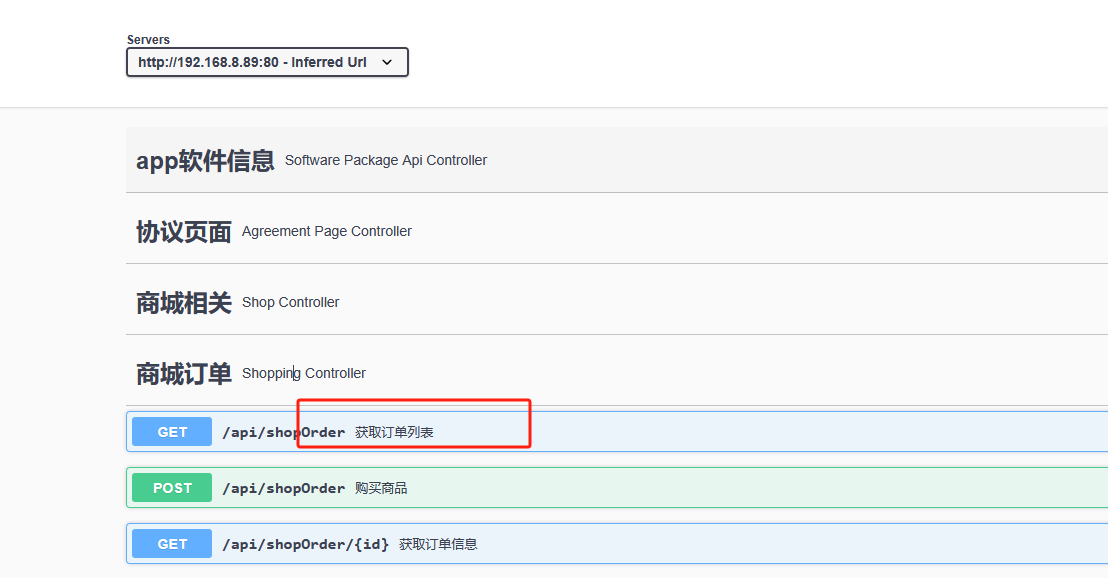 Servers
http://192.168.8.89:80 - Inferred Url
app软件信息 Software Package Api Controller
协议页面 Agreement Page Controller
商城相关 Shop Controller
商城订单 Shopping Controller
GET /api/shopOrder 获取订单列表
POST /api/shopOrder 购买商品
GET /api/shopOrder/{id} 获取订单信息